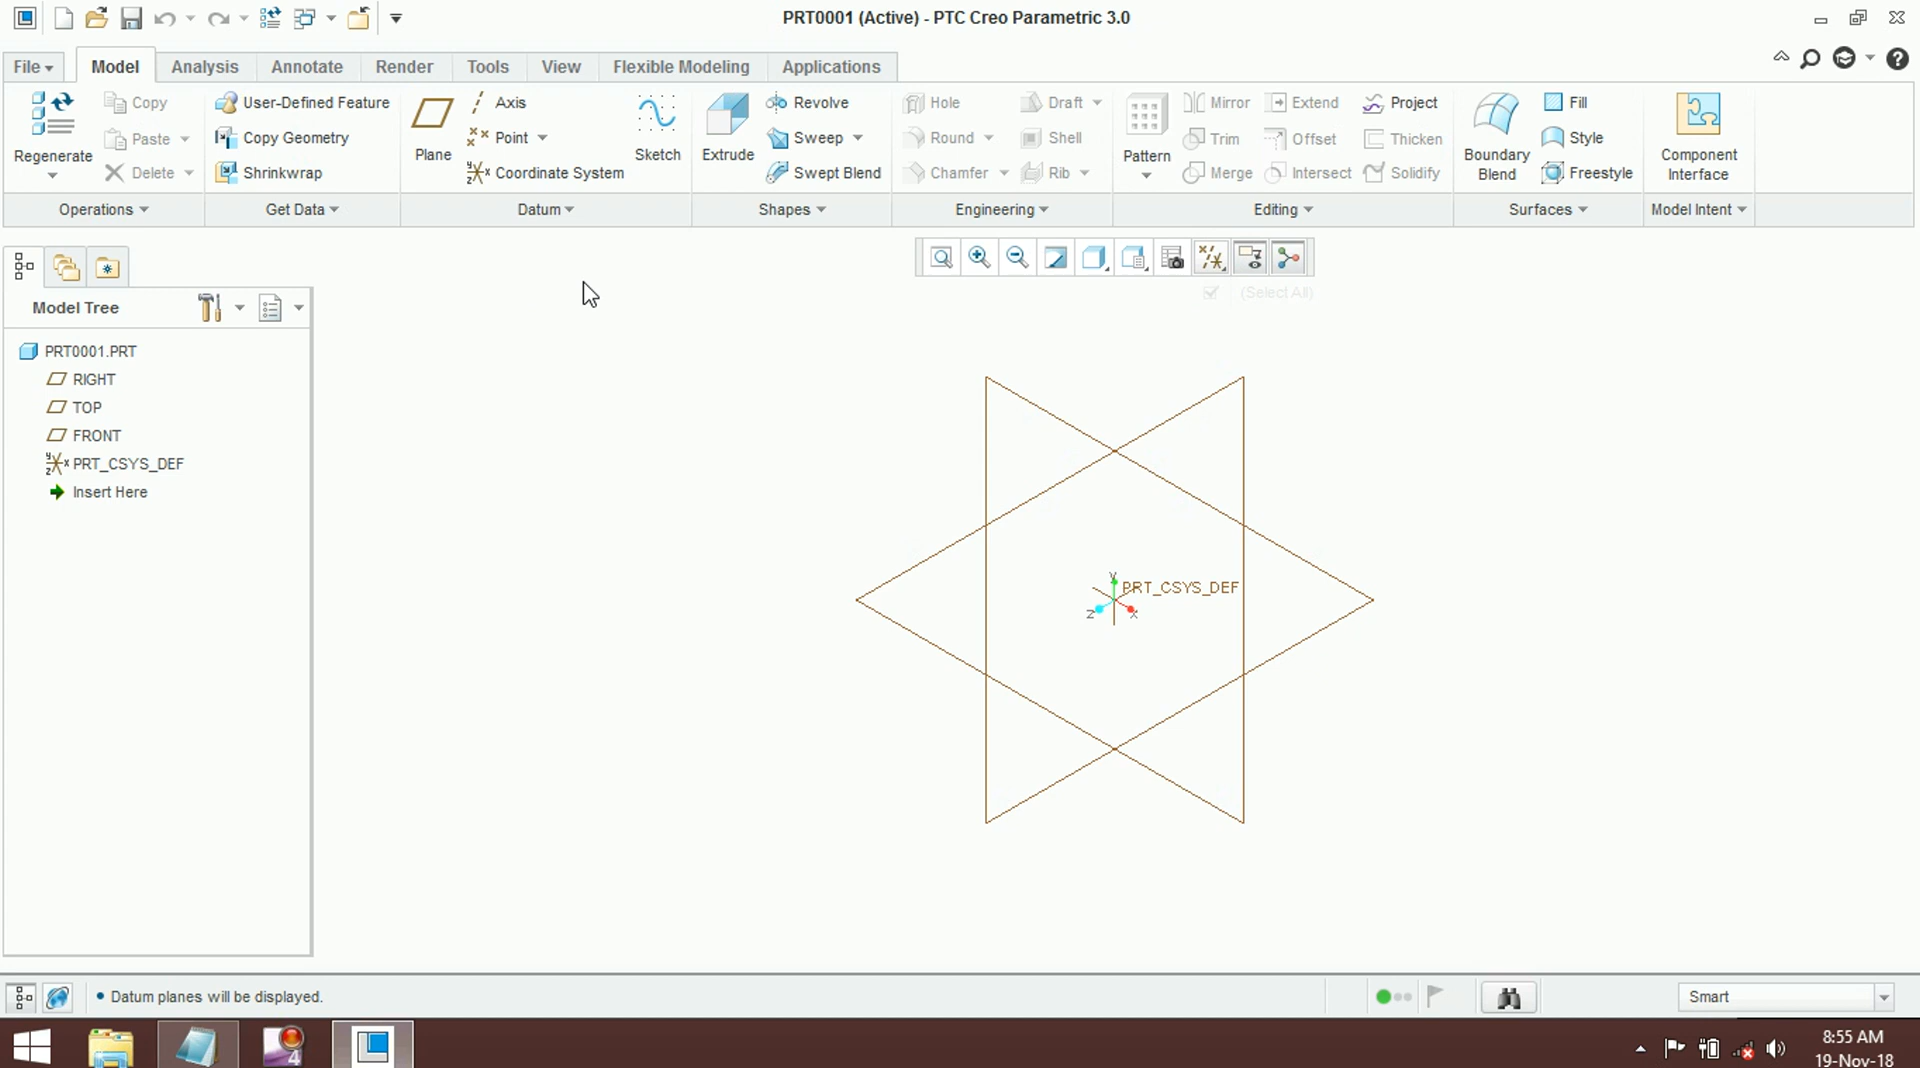 PRT0001 (Active) - PTC Creo Parametric 3.0
File Model Analysis Annotate Render Tools View Flexible Modeling Applications
Regenerate
Copy
Paste
Delete
Operations
User-Defined Feature
Copy Geometry
Shrinkwrap
Get Data
Plane
Axis
Point
Coordinate System
Sketch
Datum
Extrude
Revolve
Sweep
Swept Blend
Shapes
Hole
Round
Chamfer
Draft
Shell
Rib
Engineering
Pattern
Mirror
Trim
Merge
Extend
Offset
Intersect
Project
Thicken
Solidify
Editing
Boundary
Blend
Fill
Style
Freestyle
Surfaces
Component
Interface
Model Intent
(Select All)
Model Tree
PRT0001.PRT
RIGHT
TOP
FRONT
PRT_CSYS_DEF
Insert Here
y
PRT_CSYS_DEF
z x
• Datum planes will be displayed.
Smart
4
8:55 AM
19-Nov-18